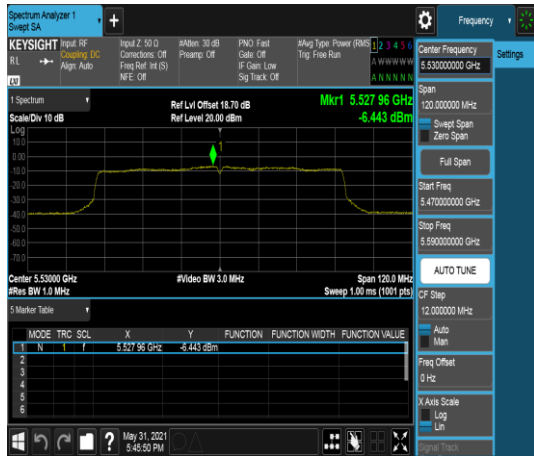 Spectrum Analyzer 1
Swept SA
+
Frequency
KEYSIGHT
RL
LXI
Input: RF
Coupling: DC
Align: Auto
Input Z: 50 Ω
Corrections: Off
Freq Ref: Int (S)
NFE: Off
#Atten: 30 dB
Preamp: Off
PNO: Fast
Gate: Off
IF Gain: Low
Sig Track: Off
#Avg Type: Power (RMS)
Trig: Free Run
1 2 3 4 5 6
A W W W W W
A N N N N N
1 Spectrum
Scale/Div 10 dB
Ref Lvl Offset 18.70 dB
Ref Level 20.00 dBm
Mkr1 5.527 96 GHz
-6.443 dBm
Log
10.0
0.00
-10.0
-20.0
-30.0
-40.0
-50.0
-60.0
-70.0
1
Center 5.53000 GHz
#Res BW 1.0 MHz
#Video BW 3.0 MHz
Span 120.0 MHz
Sweep 1.00 ms (1001 pts)
5 Marker Table
MODE TRC SCL X Y FUNCTION FUNCTION WIDTH FUNCTION VALUE
1 N 1 f 5.527 96 GHz -6.443 dBm
2
3
4
5
6
May 31, 2021
5:45:50 PM
?
Center Frequency
5.530000000 GHz
Settings
Span
120.000000 MHz
Swept Span
Zero Span
Full Span
Start Freq
5.470000000 GHz
Stop Freq
5.590000000 GHz
AUTO TUNE
CF Step
12.000000 MHz
Auto
Man
Freq Offset
0 Hz
X Axis Scale
Log
Lin
Signal Track